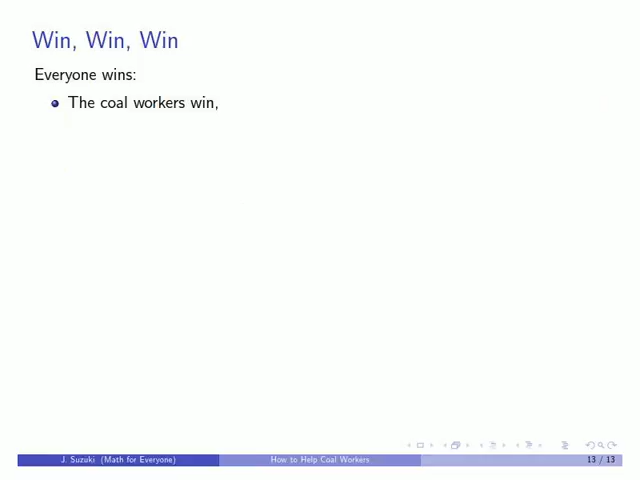 Win, Win, Win
Everyone wins:
The coal workers win,
J. Suzuki (Math for Everyone)
How to Help Coal Workers
13 / 13